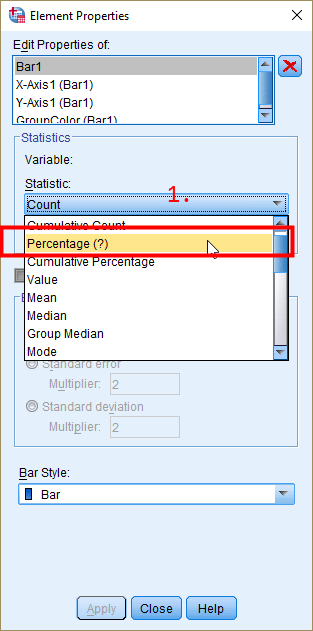 Element Properties
Edit Properties of:
Bar1
X-Axis1 (Bar1)
Y-Axis1 (Bar1)
GroupColor (Bar1)
Statistics
Variable:
Statistic:
1.
Count
Cumulative Count
Percentage (?)
Cumulative Percentage
Value
Mean
Median
Group Median
Mode
Standard error
Multiplier: 2
Standard deviation
Multiplier: 2
Bar Style:
Bar
Apply Close Help